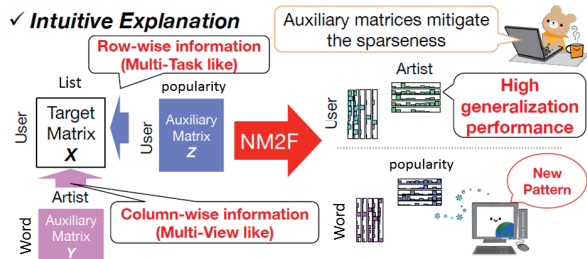 ✓ Intuitive Explanation
Auxiliary matrices mitigate
the sparseness
Row-wise information
(Multi-Task like)
List
popularity
User
Target
Matrix
X
User
Auxiliary
Matrix
Z
NM2F
Artist
User
High
generalization
performance
Artist
Word
Auxiliary
Matrix
Y
Column-wise information
(Multi-View like)
popularity
Word
New
Pattern